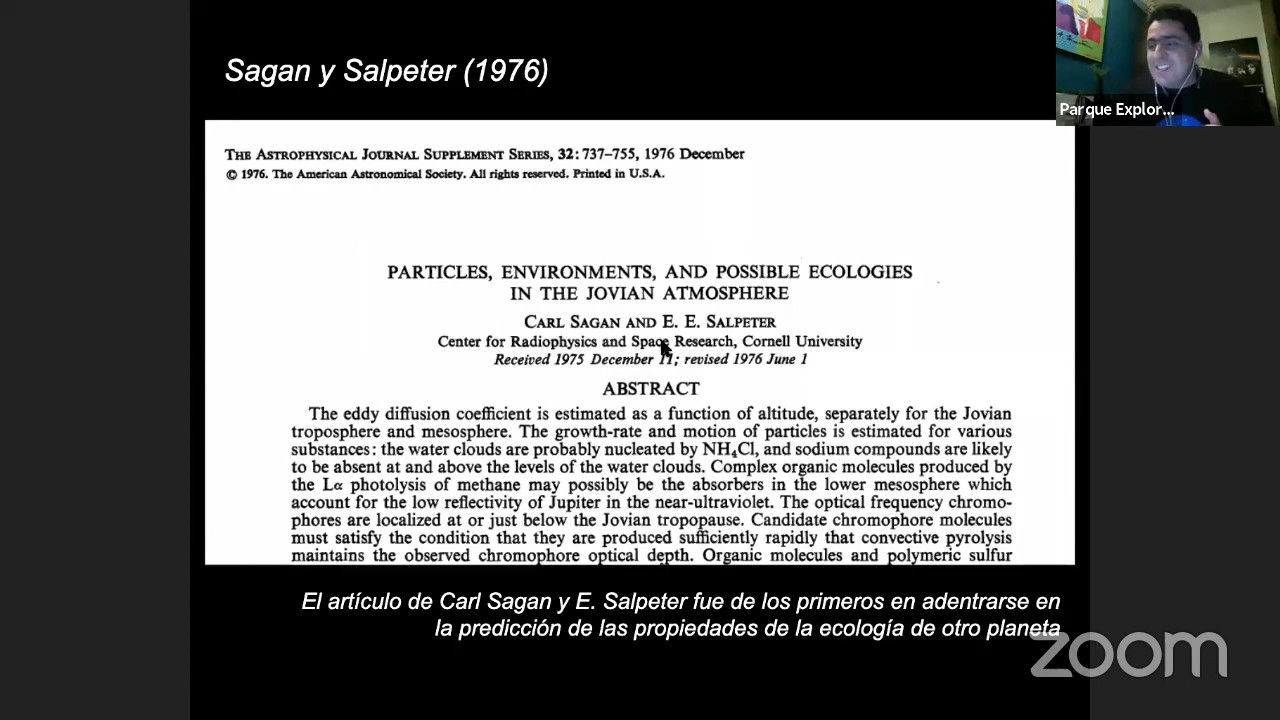 Sagan y Salpeter (1976)
Parque Explor...
THE ASTROPHYSICAL JOURNAL SUPPLEMENT SERIES, 32: 737–755, 1976 December
© 1976. The American Astronomical Society. All rights reserved. Printed in U.S.A.
PARTICLES, ENVIRONMENTS, AND POSSIBLE ECOLOGIES
IN THE JOVIAN ATMOSPHERE
CARL SAGAN AND E. E. SALPETER
Center for Radiophysics and Space Research, Cornell University
Received 1975 December 11; revised 1976 June 1
ABSTRACT
The eddy diffusion coefficient is estimated as a function of altitude, separately for the Jovian
troposphere and mesosphere. The growth-rate and motion of particles is estimated for various
substances: the water clouds are probably nucleated by NH₄Cl, and sodium compounds are likely
to be absent at and above the levels of the water clouds. Complex organic molecules produced by
the Lα photolysis of methane may possibly be the absorbers in the lower mesosphere which
account for the low reflectivity of Jupiter in the near-ultraviolet. The optical frequency chromo-
phores are localized at or just below the Jovian tropopause. Candidate chromophore molecules
must satisfy the condition that they are produced sufficiently rapidly that convective pyrolysis
maintains the observed chromophore optical depth. Organic molecules and polymeric sulfur
El artículo de Carl Sagan y E. Salpeter fue de los primeros en adentrarse en
la predicción de las propiedades de la ecología de otro planeta
zoom